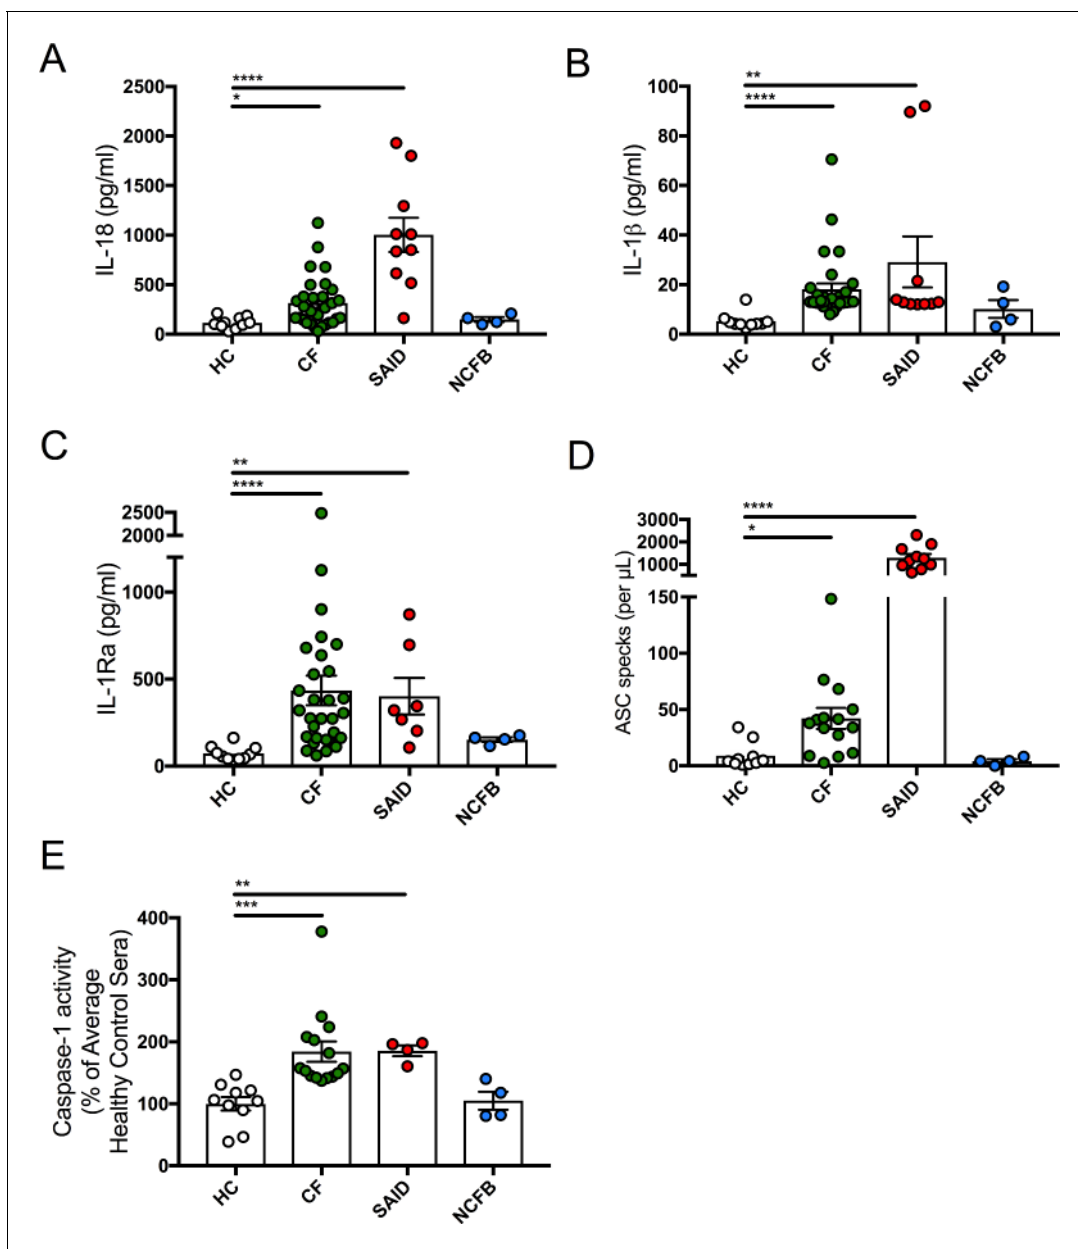 A
IL-18 (pg/ml)
2500
2000
1500
1000
500
0
****
*
HC
CF
SAID
NCFB
B
IL-1β (pg/ml)
100
80
60
40
20
0
**
****
HC
CF
SAID
NCFB
C
IL-1Ra (pg/ml)
2500
2000
1000
500
0
**
****
HC
CF
SAID
NCFB
D
ASC specks (per μL)
3000
2000
1000
150
100
50
0
****
*
HC
CF
SAID
NCFB
E
Caspase-1 activity
(% of Average
Healthy Control Sera)
400
300
200
100
0
**
***
HC
CF
SAID
NCFB